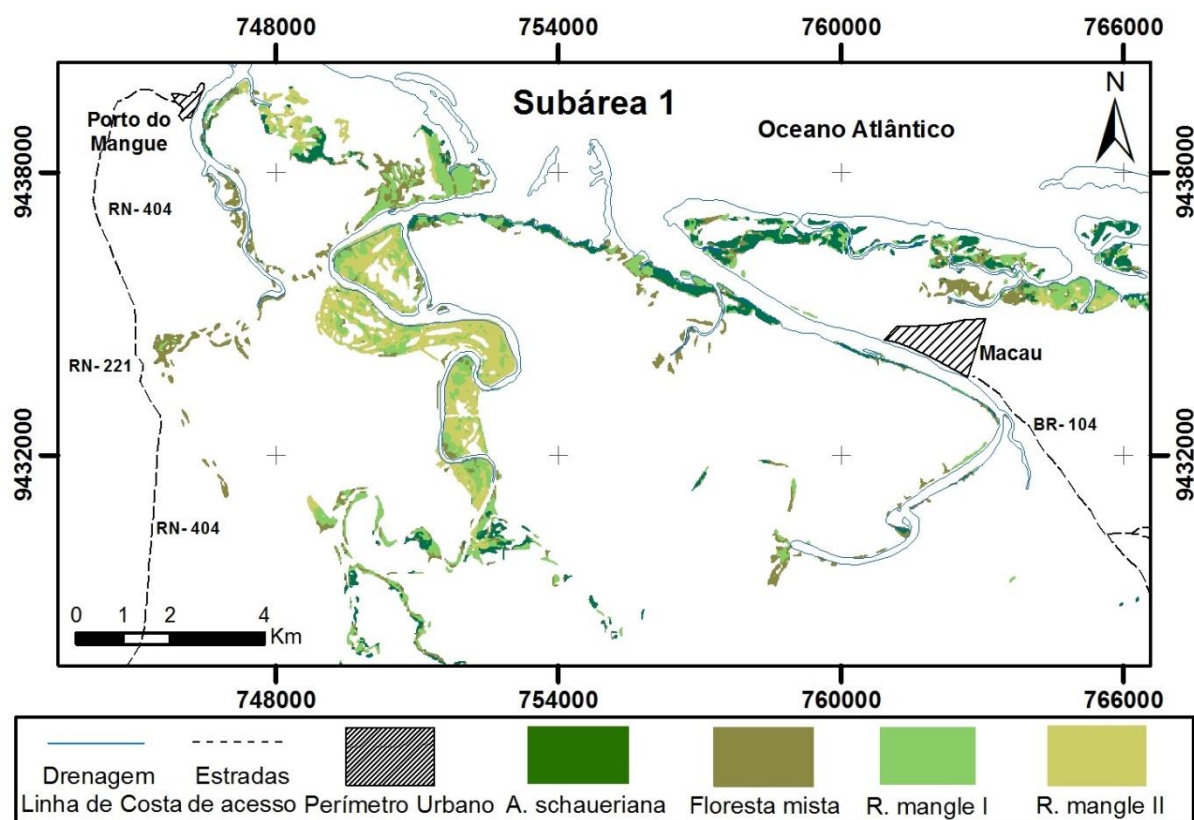 748000 754000 760000 766000
Subárea 1
N
Porto do
Mangue
Oceano Atlântico
9438000
9438000
RN-404
RN-221
Macau
BR-104
9432000
9432000
RN-404
0 1 2 4
Km
748000 754000 760000 766000
Drenagem
Linha de Costa
Estradas
de acesso
Perímetro Urbano
A. schaueriana
Floresta mista
R. mangle I
R. mangle II